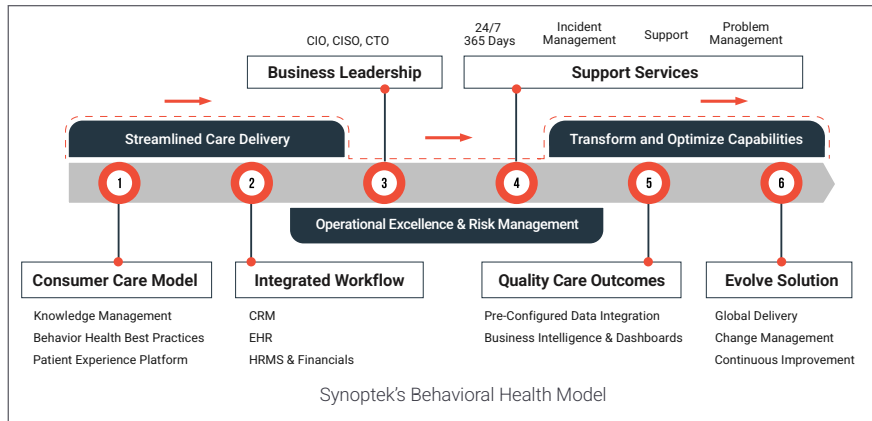 CIO, CISO, CTO
Business Leadership
24/7
365 Days
Incident
Management
Support
Problem
Management
Support Services
Streamlined Care Delivery
Transform and Optimize Capabilities
1
2
3
4
5
6
Operational Excellence & Risk Management
Consumer Care Model
Knowledge Management
Behavior Health Best Practices
Patient Experience Platform
Integrated Workflow
CRM
EHR
HRMS & Financials
Quality Care Outcomes
Pre-Configured Data Integration
Business Intelligence & Dashboards
Evolve Solution
Global Delivery
Change Management
Continuous Improvement
Synoptek's Behavioral Health Model